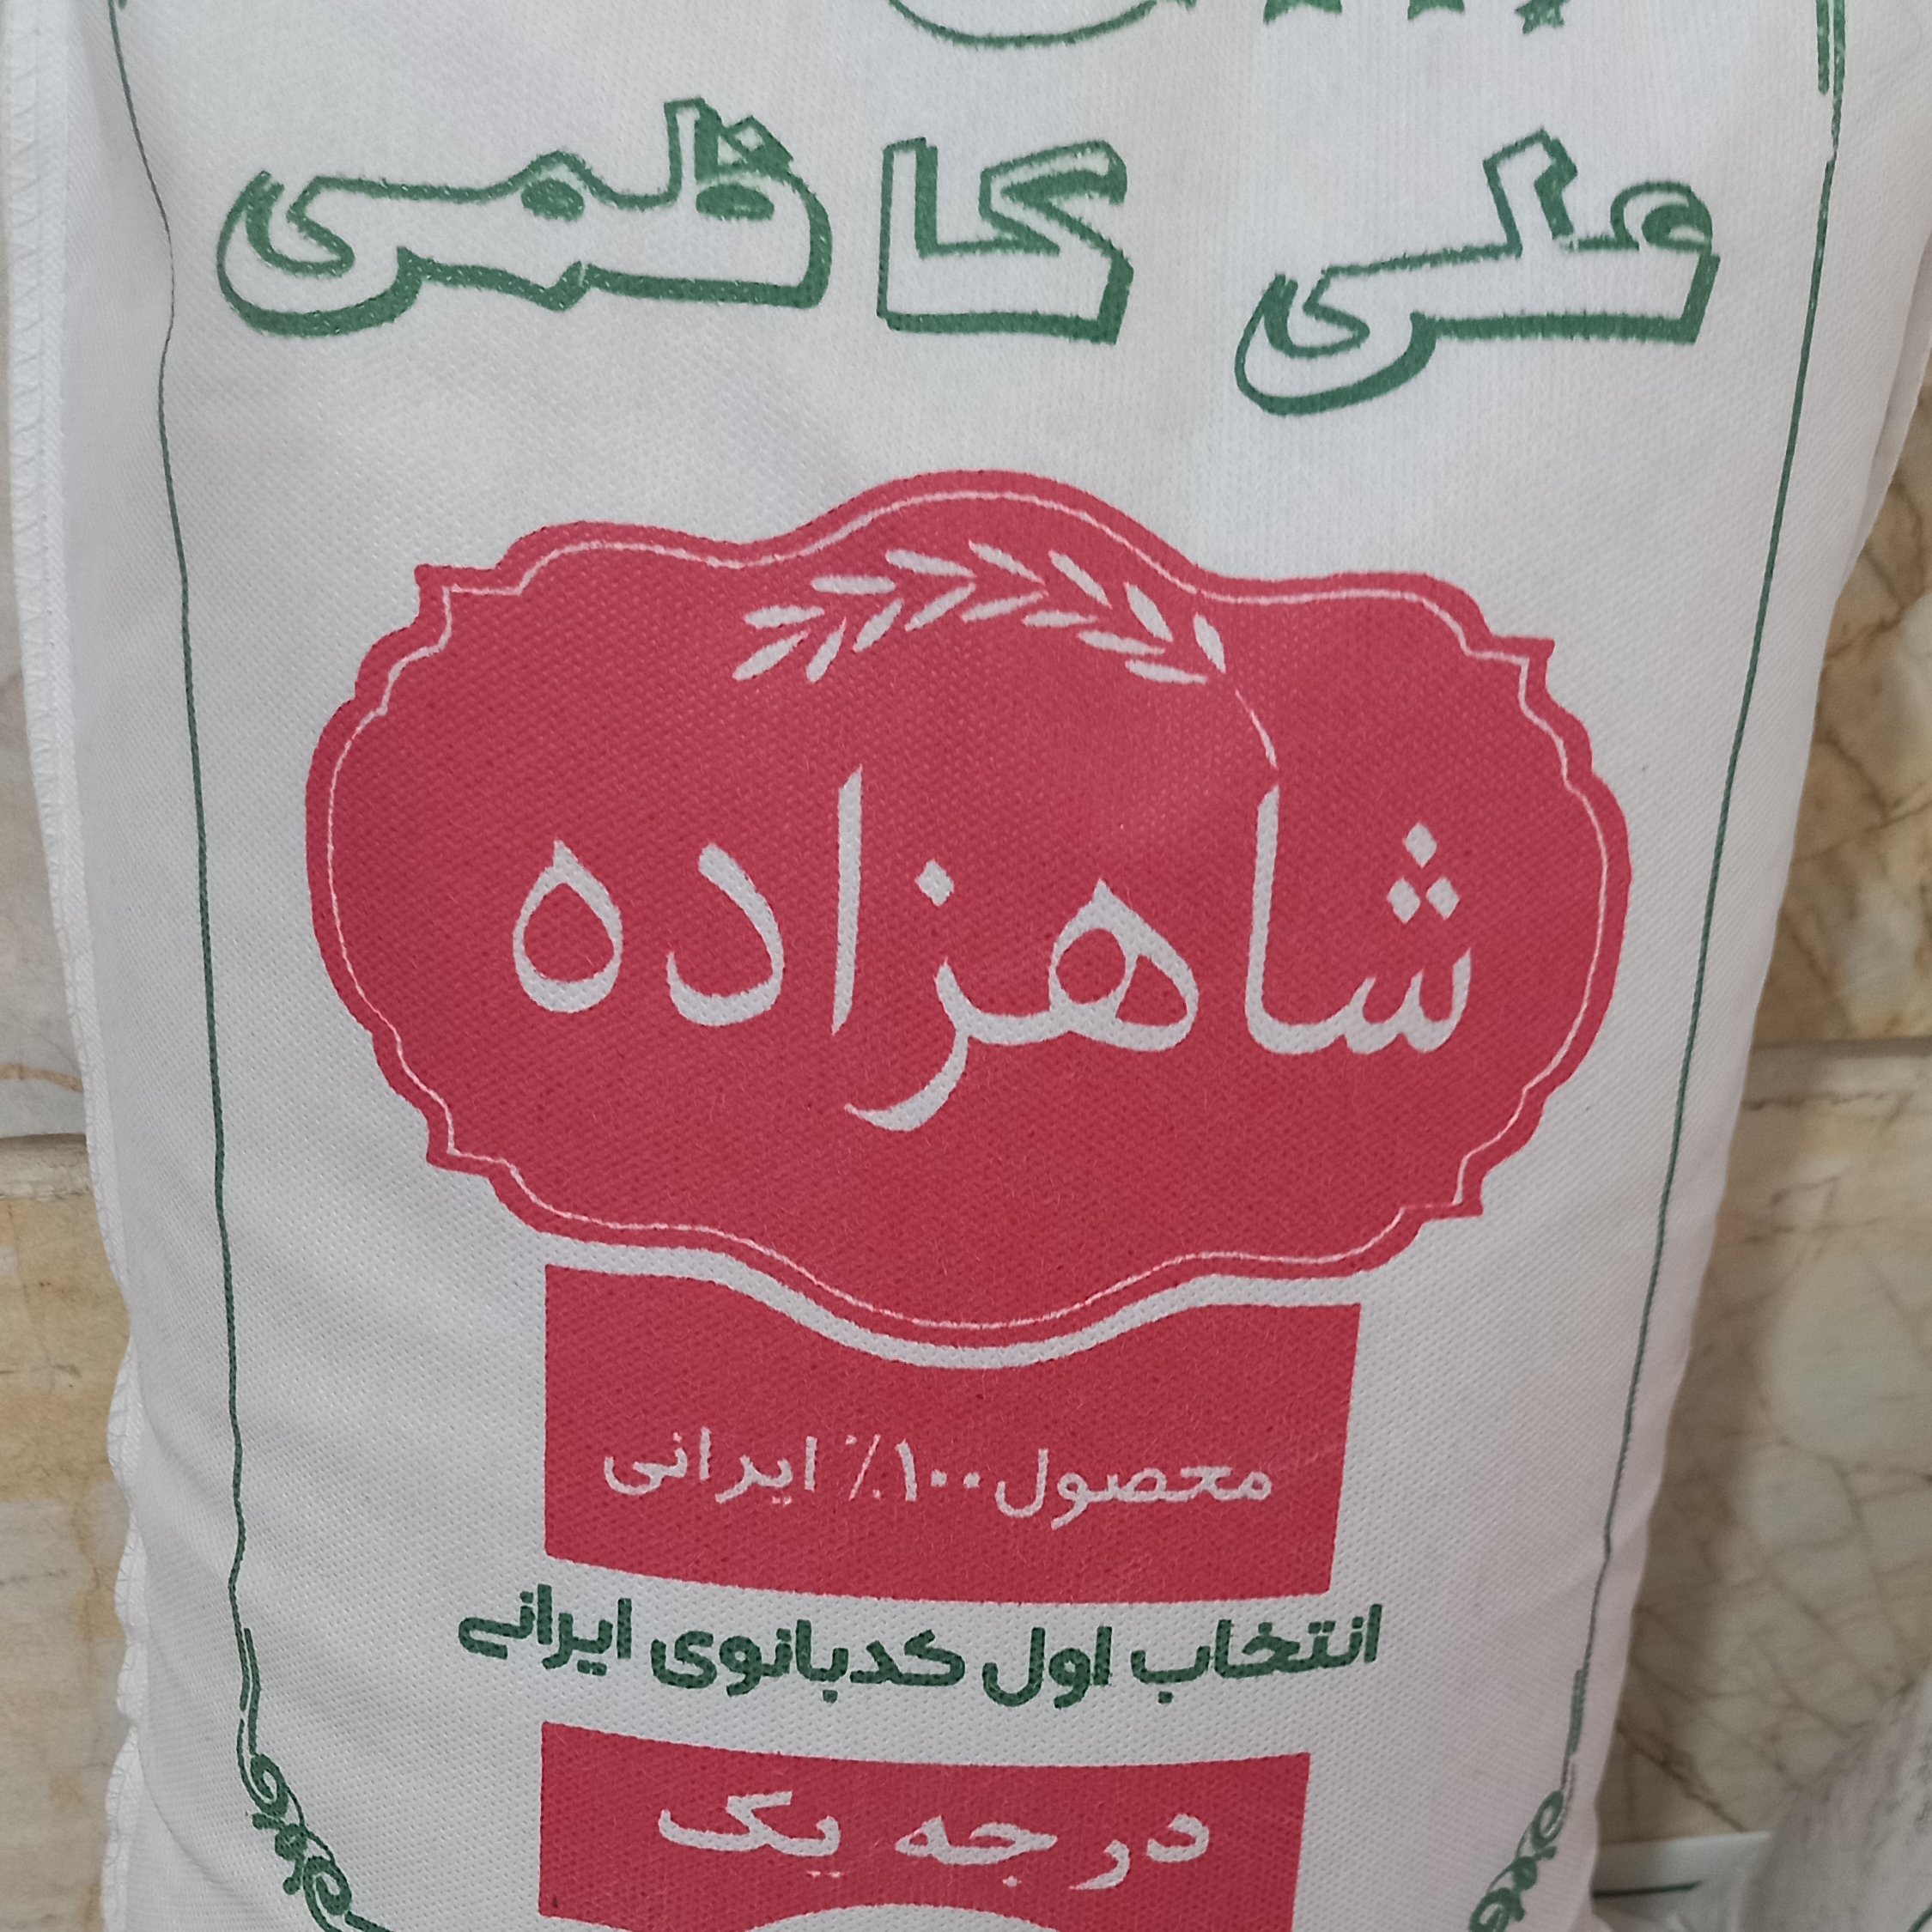 علی کاظمی
شاهزاده
محصول ۱۰۰٪ ایرانی
انتخاب اول کدبانوی ایرانی
درجه یک